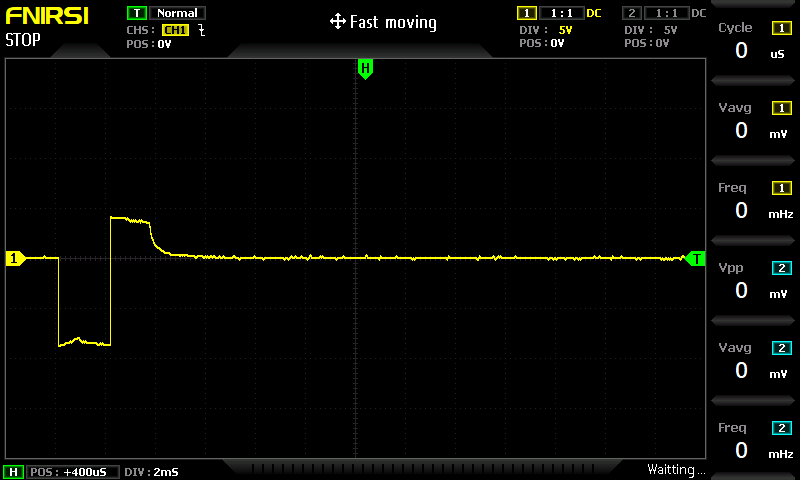 FNIRSI
STOP
T Normal
CHS: CH1
POS: 0V
Fast moving
1 1:1 DC
DIV: 5V
POS: 0V
2 1:1 DC
DIV: 5V
POS: 0V
H
1
T
Cycle 1
0 uS
Vavg 1
0 mV
Freq 1
0 mHz
Vpp 2
0 mV
Vavg 2
0 mV
Freq 2
0 mHz
H POS: +400uS DIV: 2mS
Waitting...